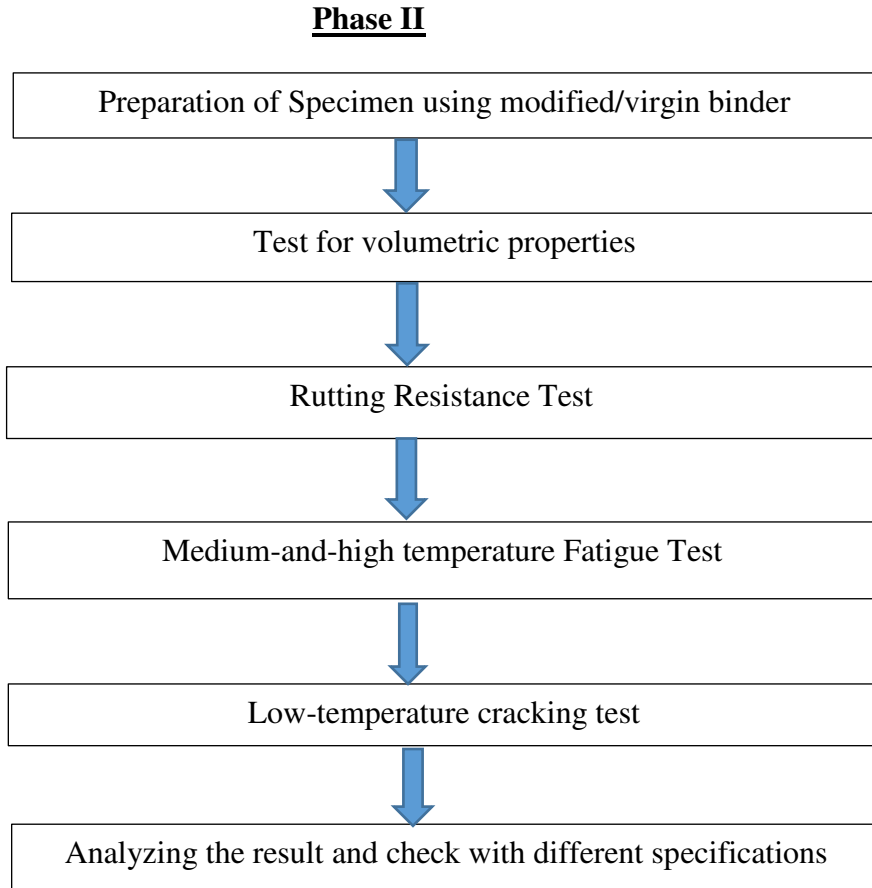 Phase II
Preparation of Specimen using modified/virgin binder
Test for volumetric properties
Rutting Resistance Test
Medium-and-high temperature Fatigue Test
Low-temperature cracking test
Analyzing the result and check with different specifications